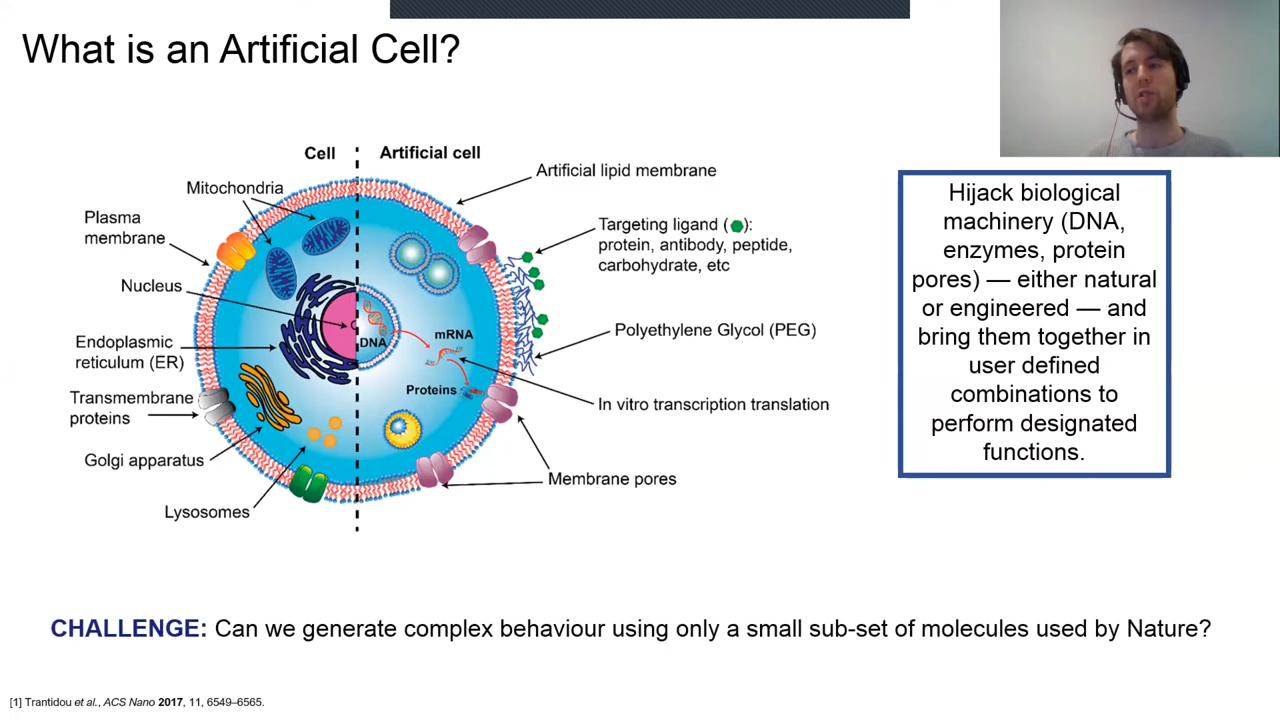 What is an Artificial Cell?
Cell
Artificial cell
Mitochondria
Plasma
membrane
Nucleus
Endoplasmic
reticulum (ER)
Transmembrane
proteins
Golgi apparatus
Lysosomes
DNA
mRNA
Proteins
Artificial lipid membrane
Targeting ligand ( ):
protein, antibody, peptide,
carbohydrate, etc
Polyethylene Glycol (PEG)
In vitro transcription translation
Membrane pores
Hijack biological
machinery (DNA,
enzymes, protein
pores) — either natural
or engineered — and
bring them together in
user defined
combinations to
perform designated
functions.
CHALLENGE: Can we generate complex behaviour using only a small sub-set of molecules used by Nature?
[1] Trantidou et al., ACS Nano 2017, 11, 6549–6565.